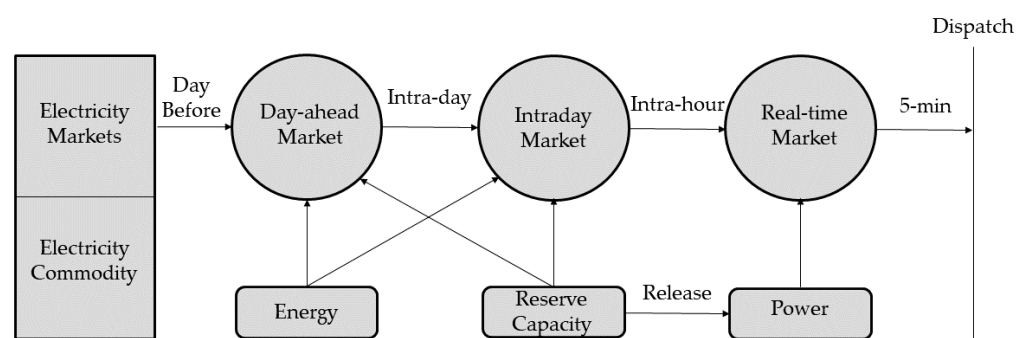 Dispatch
Electricity
Markets
Day
Before
Day-ahead
Market
Intra-day
Intraday
Market
Intra-hour
Real-time
Market
5-min
Electricity
Commodity
Energy
Reserve
Capacity
Release
Power